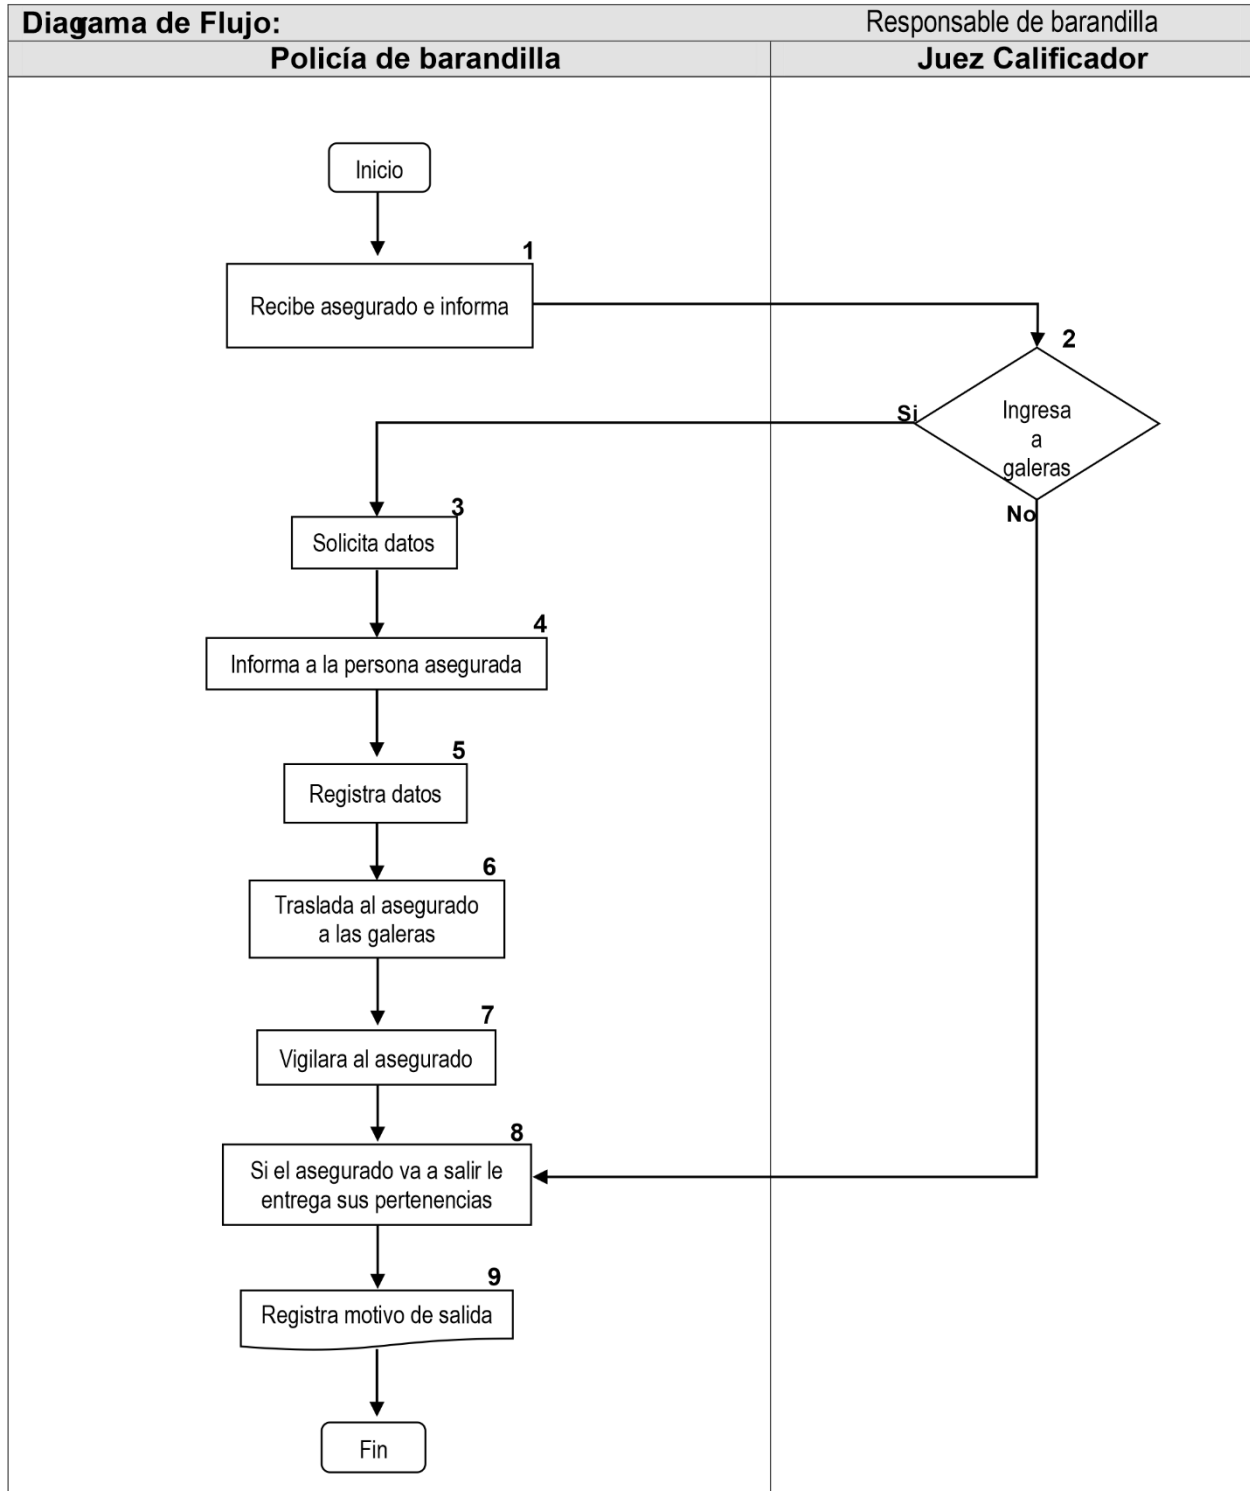 Diagrama de Flujo:
Responsable de barandilla
Policía de barandilla
Juez Calificador
Inicio
1
Recibe asegurado e informa
2
Ingresa
a
galeras
Si
No
3
Solicita datos
4
Informa a la persona asegurada
5
Registra datos
6
Traslada al asegurado
a las galeras
7
Vigilara al asegurado
8
Si el asegurado va a salir le
entrega sus pertenencias
9
Registra motivo de salida
Fin